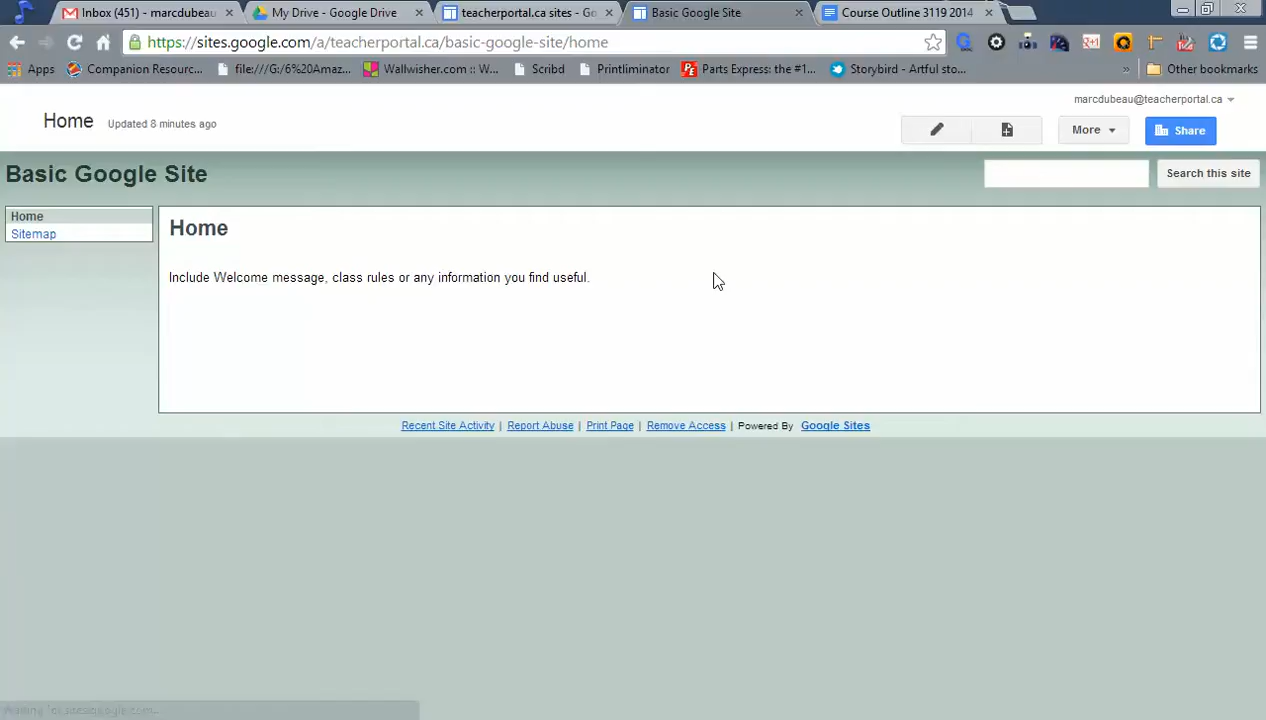 Inbox (451) - marcdubeau
My Drive - Google Drive
teacherportal.ca sites - Go
Basic Google Site
Course Outline 3119 2014
https://sites.google.com/a/teacherportal.ca/basic-google-site/home
Apps
Companion Resourc...
file:///G:/6%20Amaz...
Wallwisher.com :: W...
Scribd
Printliminator
Parts Express: the #1...
Storybird - Artful sto...
»
Other bookmarks
marcdubeau@teacherportal.ca
Home
Updated 8 minutes ago
More
Share
Basic Google Site
Search this site
Home
Sitemap
Home
Include Welcome message, class rules or any information you find useful.
Recent Site Activity | Report Abuse | Print Page | Remove Access | Powered By Google Sites